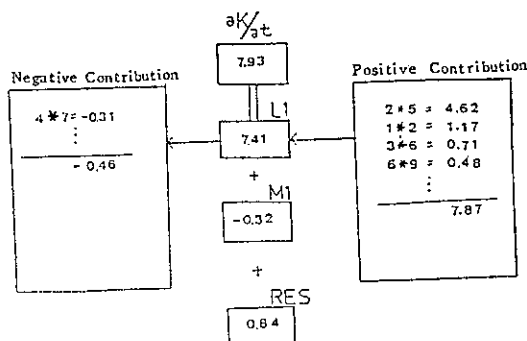 ∂K/∂t
7.93
Negative Contribution
4*7=-0.31
⋮
-0.46
L1
7.41
+
M1
-0.32
+
RES
0.84
Positive Contribution
2*5 = 4.62
1*2 = 1.17
3*6 = 0.71
6*9 = 0.48
⋮
7.87